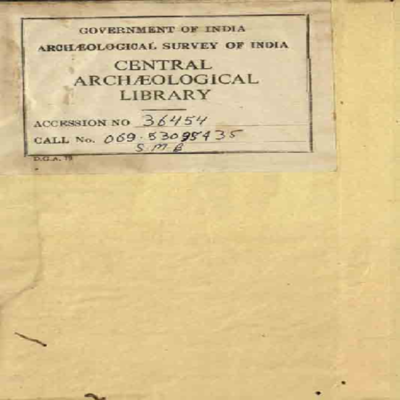 GOVERNMENT OF INDIA
ARCHÆOLOGICAL SURVEY OF INDIA
CENTRAL
ARCHÆOLOGICAL
LIBRARY
ACCESSION NO 36454
CALL No. 069.53095435
S.M.B
D.G.A. 79